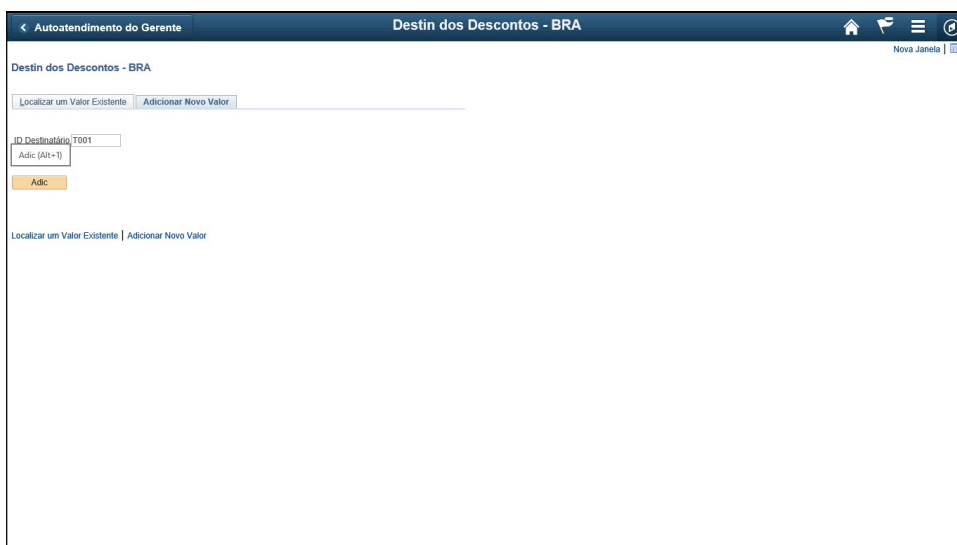 Autoatendimento do Gerente
Destin dos Descontos - BRA
Nova Janela |
Destin dos Descontos - BRA
Localizar um Valor Existente
Adicionar Novo Valor
ID Destinatário T001
Adic (Alt+1)
Adic
Localizar um Valor Existente | Adicionar Novo Valor